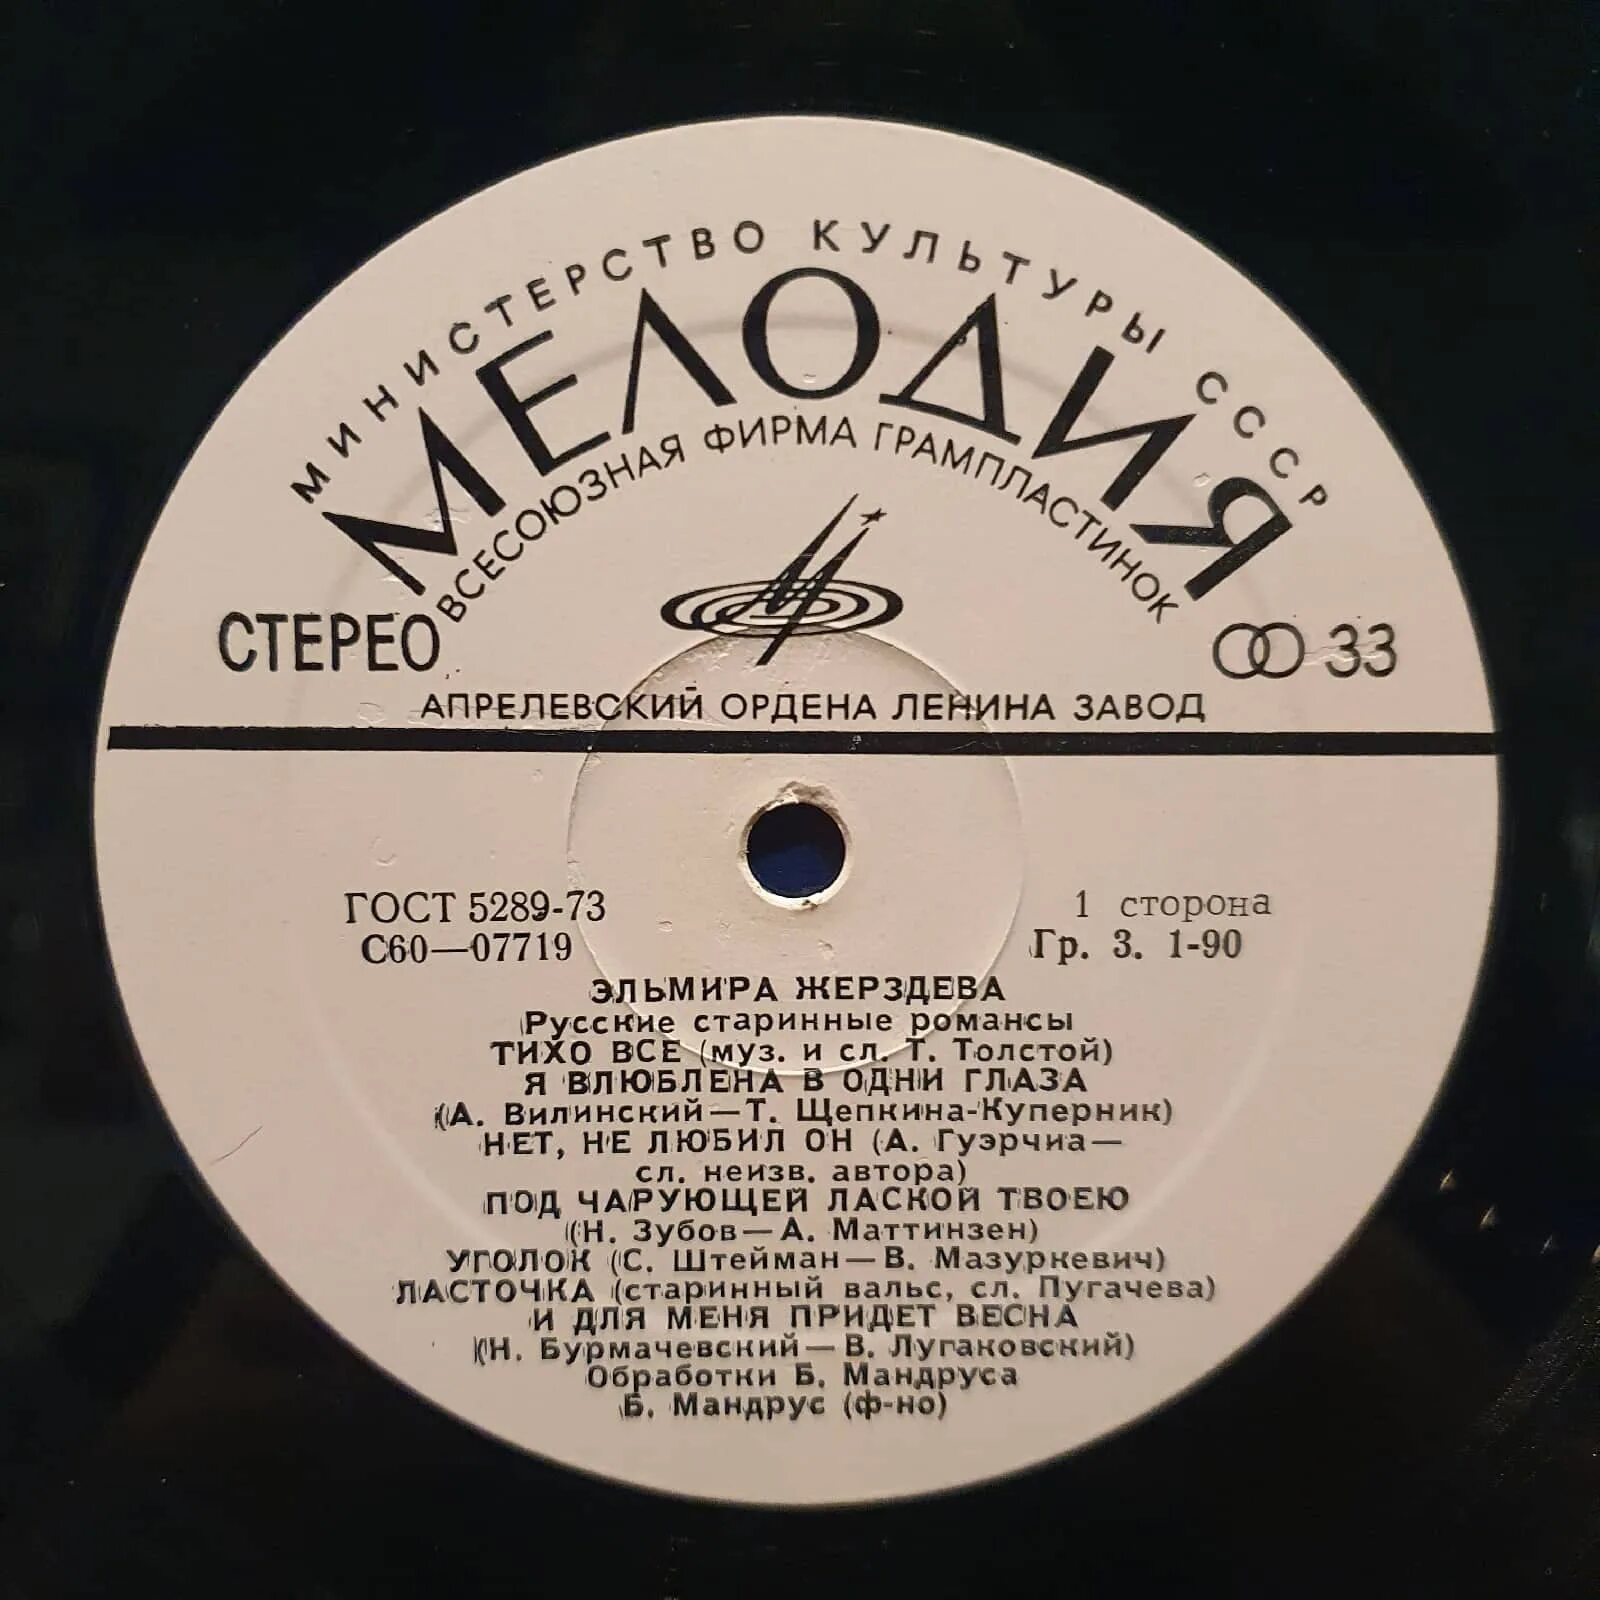 МИНИСТЕРСТВО КУЛЬТУРЫ СССР
МЕЛОДИЯ
ВСЕСОЮЗНАЯ ФИРМА ГРАМПЛАСТИНОК
СТЕРЕО
33
АПРЕЛЕВСКИЙ ОРДЕНА ЛЕНИНА ЗАВОД
ГОСТ 5289-73
1 сторона
С60—07719
Гр. 3. 1-90
ЭЛЬМИРА ЖЕРЗДЕВА
Русские старинные романсы
ТИХО ВСЕ (муз. и сл. Т. Толстой)
Я ВЛЮБЛЕНА В ОДНИ ГЛАЗА
(А. Вилинский—Т. Щепкина-Куперник)
НЕТ, НЕ ЛЮБИЛ ОН (А. Гуэрчиа—
сл. неизв. автора)
ПОД ЧАРУЮЩЕЙ ЛАСКОЙ ТВОЕЮ
(Н. Зубов—А. Маттинзен)
УГОЛОК (С. Штейман—В. Мазуркевич)
ЛАСТОЧКА (старинный вальс, сл. Пугачева)
И ДЛЯ МЕНЯ ПРИДЕТ ВЕСНА
(Н. Бурмачевский—В. Лугаковский)
Обработки Б. Мандруса
Б. Мандрус (ф-но)